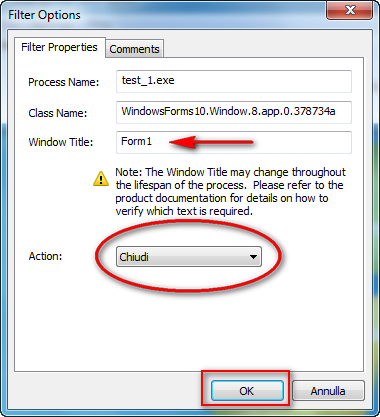 Filter Options
Filter Properties
Comments
Process Name:
test_1.exe
Class Name:
WindowsForms10.Window.8.app.0.378734a
Window Title:
Form1
Note: The Window Title may change throughout
the lifespan of the process. Please refer to the
product documentation for details on how to
verify which text is required.
Action:
Chiudi
OK
Annulla